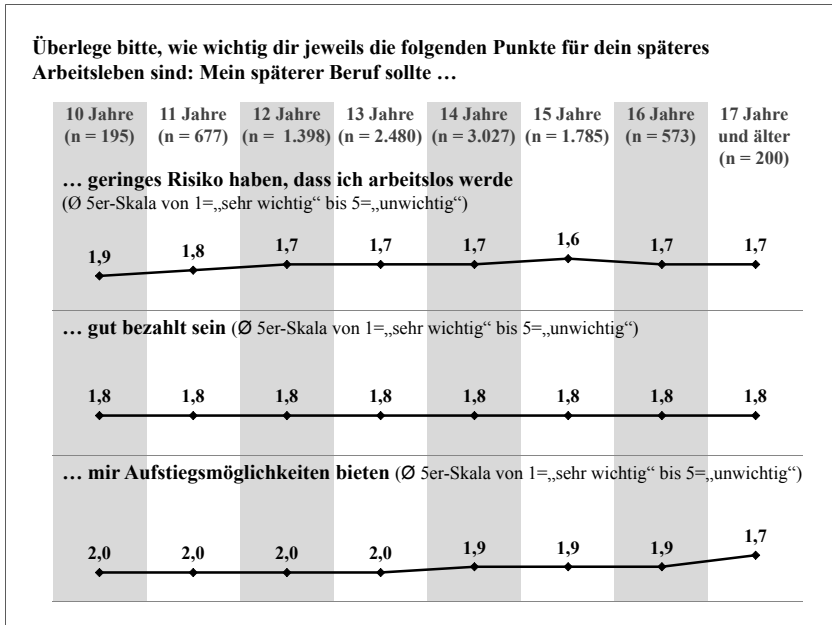 Überlege bitte, wie wichtig dir jeweils die folgenden Punkte für dein späteres
Arbeitsleben sind: Mein späterer Beruf sollte …
10 Jahre 11 Jahre 12 Jahre 13 Jahre 14 Jahre 15 Jahre 16 Jahre 17 Jahre
(n = 195) (n = 677) (n = 1.398) (n = 2.480) (n = 3.027) (n = 1.785) (n = 573) und älter
(n = 200)
… geringes Risiko haben, dass ich arbeitslos werde
(Ø 5er-Skala von 1=„sehr wichtig“ bis 5=„unwichtig“)
1,9 1,8 1,7 1,7 1,7 1,6 1,7 1,7
… gut bezahlt sein (Ø 5er-Skala von 1=„sehr wichtig“ bis 5=„unwichtig“)
1,8 1,8 1,8 1,8 1,8 1,8 1,8 1,8
… mir Aufstiegsmöglichkeiten bieten (Ø 5er-Skala von 1=„sehr wichtig“ bis 5=„unwichtig“)
2,0 2,0 2,0 2,0 1,9 1,9 1,9 1,7